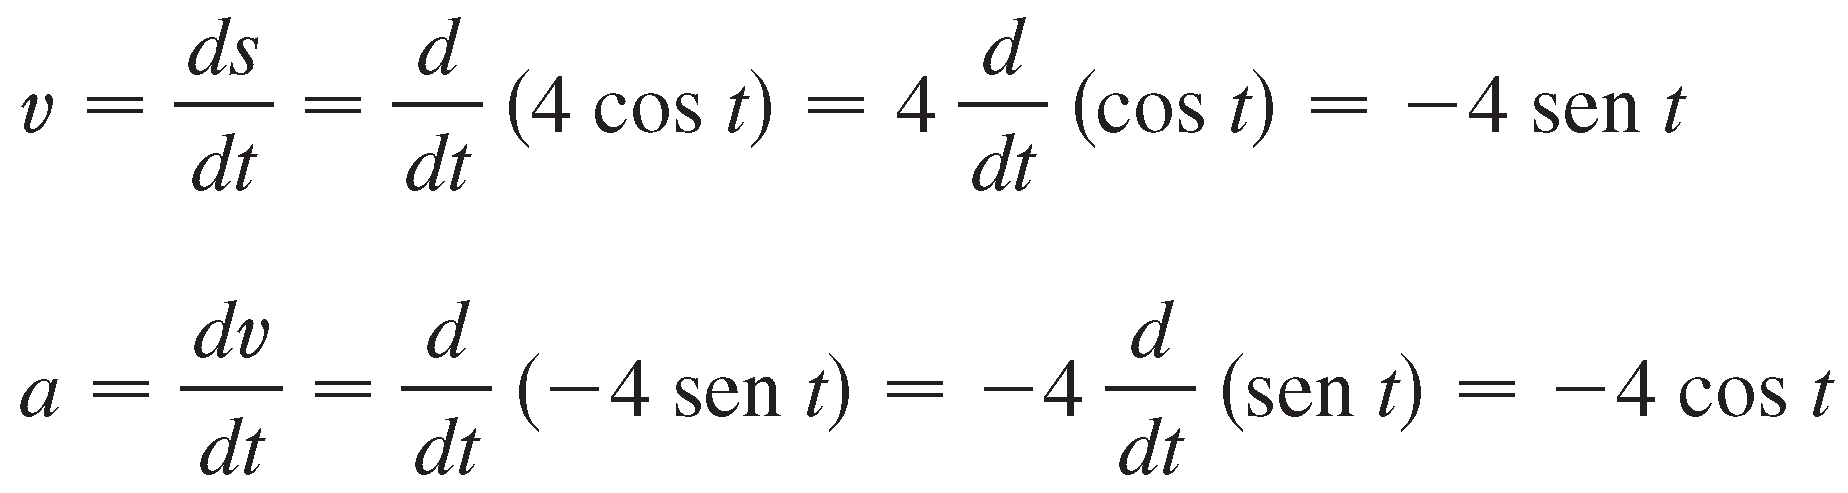 v = ds/dt = d/dt (4 cos t) = 4 d/dt (cos t) = −4 sen t
a = dv/dt = d/dt (−4 sen t) = −4 d/dt (sen t) = −4 cos t